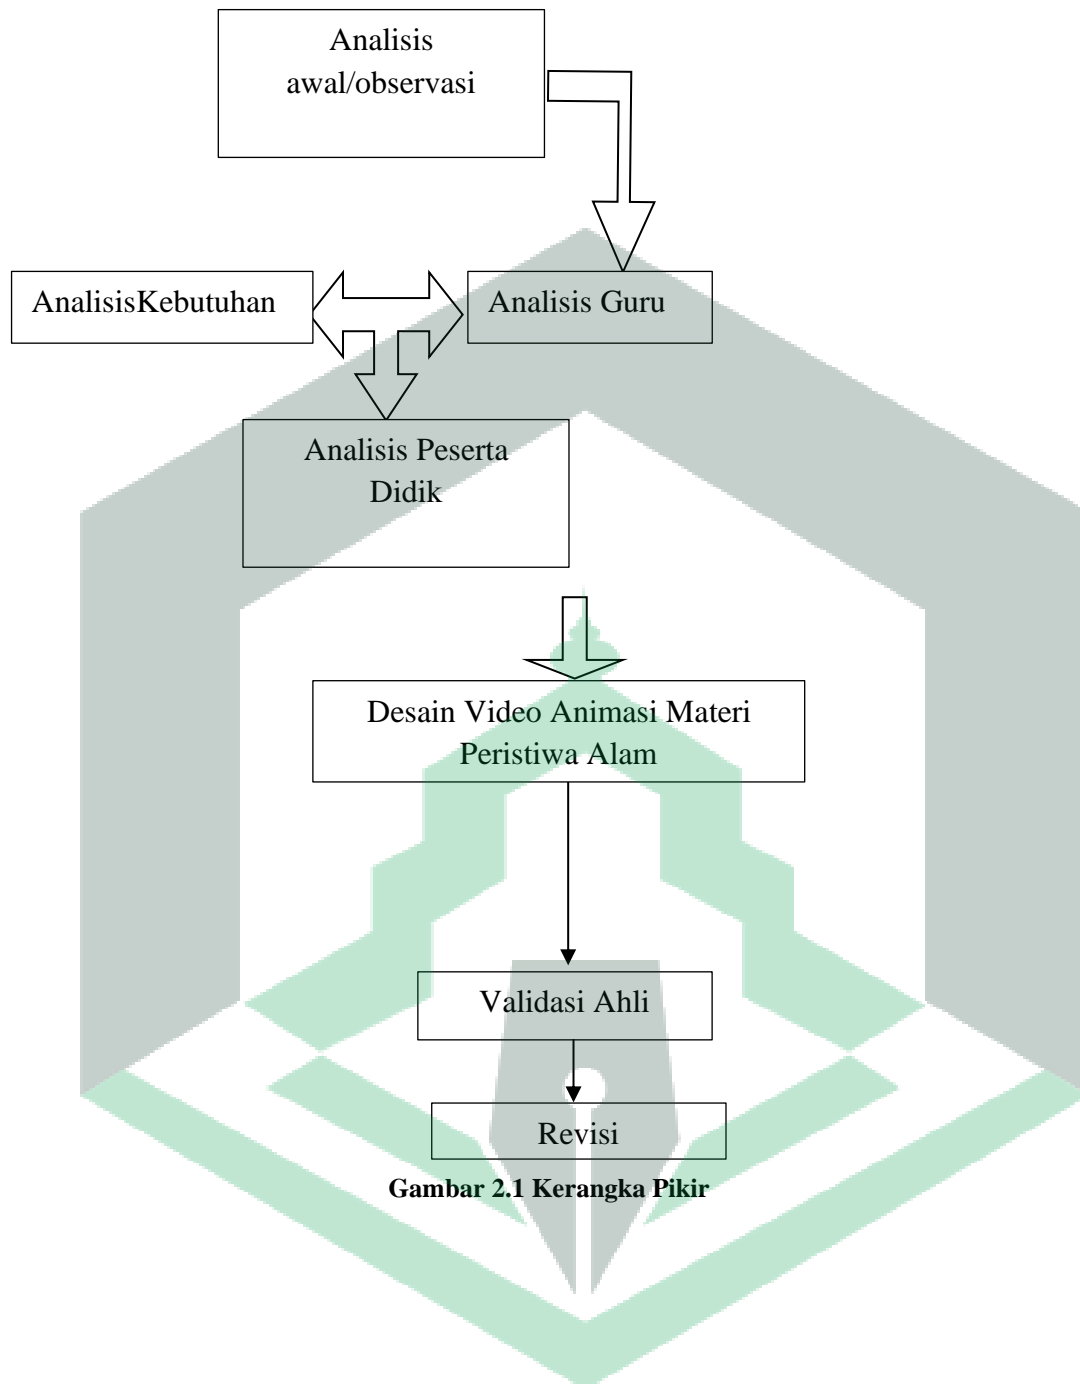 Analisis
awal/observasi
AnalisisKebutuhan
Analisis Guru
Analisis Peserta
Didik
Desain Video Animasi Materi
Peristiwa Alam
Validasi Ahli
Revisi
Gambar 2.1 Kerangka Pikir